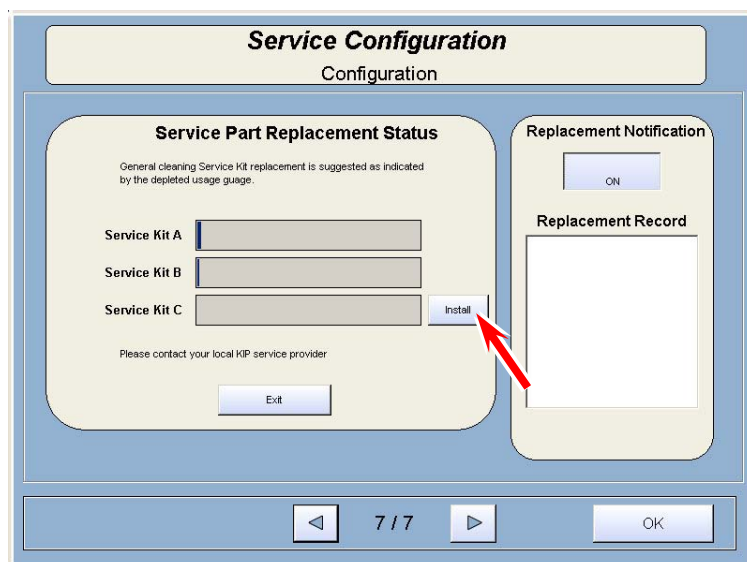 Service Configuration
Configuration
Service Part Replacement Status
General cleaning Service Kit replacement is suggested as indicated
by the depleted usage guage.
Service Kit A
Service Kit B
Service Kit C
Install
Please contact your local KIP service provider
Exit
Replacement Notification
ON
Replacement Record
7 / 7
OK